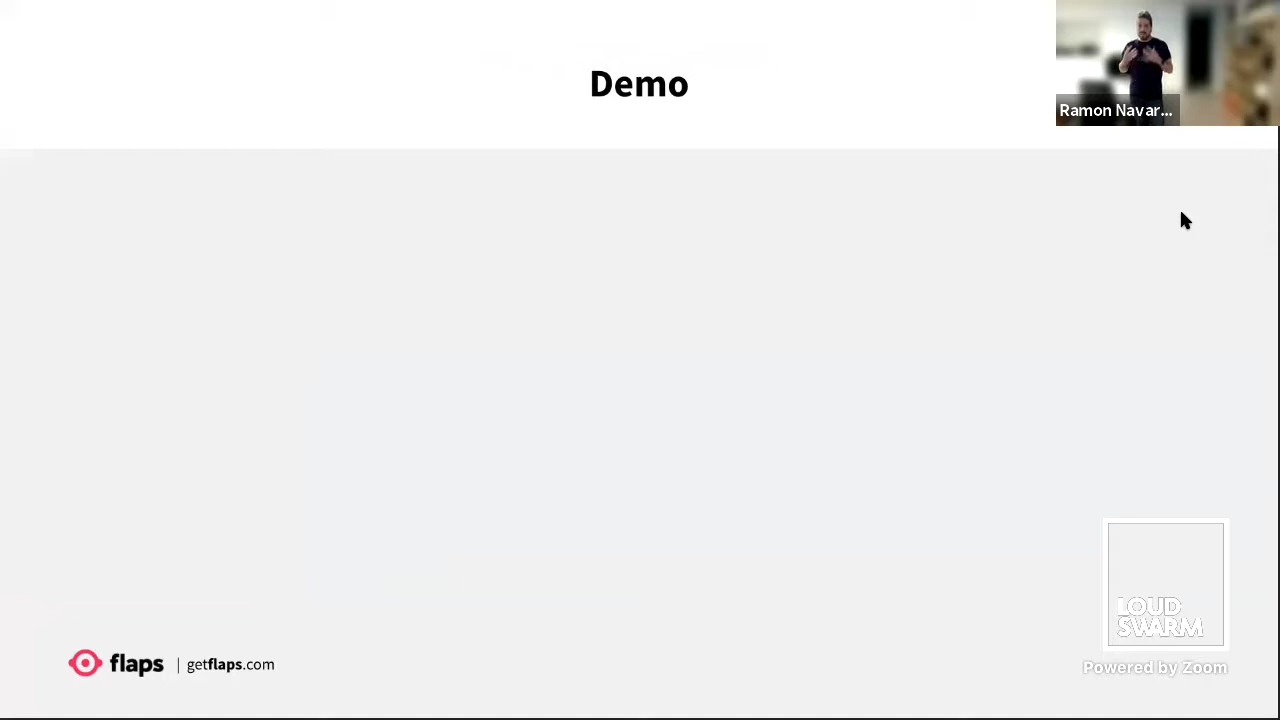 Demo
Ramon Navar...
LOUD
SWARM
flaps | getflaps.com
Powered by Zoom